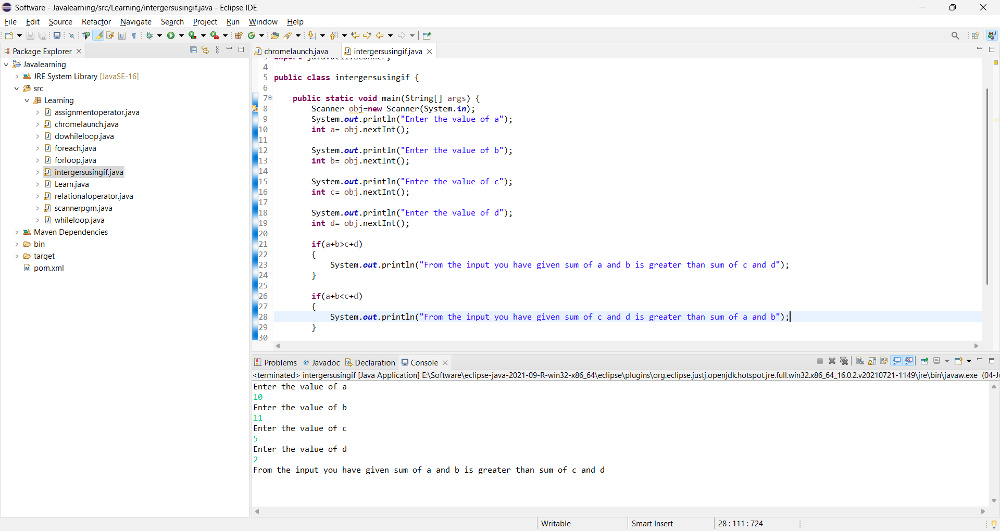 Software - Javalearning/src/Learning/intergersusingif.java - Eclipse IDE
File Edit Source Refactor Navigate Search Project Run Window Help
Package Explorer
Javalearning
JRE System Library [JavaSE-16]
src
Learning
assignmentoperator.java
chromelaunch.java
dowhileloop.java
foreach.java
forloop.java
intergersusingif.java
Learn.java
relationaloperator.java
scannerpgm.java
whileloop.java
Maven Dependencies
bin
target
pom.xml
chromelaunch.java intergersusingif.java
4
5 public class intergersusingif {
6
7 public static void main(String[] args) {
8 Scanner obj=new Scanner(System.in);
9 System.out.println("Enter the value of a");
10 int a= obj.nextInt();
11
12 System.out.println("Enter the value of b");
13 int b= obj.nextInt();
14
15 System.out.println("Enter the value of c");
16 int c= obj.nextInt();
17
18 System.out.println("Enter the value of d");
19 int d= obj.nextInt();
20
21 if(a+b>c+d)
22 {
23 System.out.println("From the input you have given sum of a and b is greater than sum of c and d");
24 }
25
26 if(a+b<c+d)
27 {
28 System.out.println("From the input you have given sum of c and d is greater than sum of a and b");
29 }
30
Problems Javadoc Declaration Console
<terminated> intergersusingif [Java Application] E:\Software\eclipse-java-2021-09-R-win32-x86_64\eclipse\plugins\org.eclipse.justj.openjdk.hotspot.jre.full.win32.x86_64_16.0.2.v20210721-1149\jre\bin\javaw.exe (04-J
Enter the value of a
10
Enter the value of b
11
Enter the value of c
5
Enter the value of d
2
From the input you have given sum of a and b is greater than sum of c and d
Writable Smart Insert 28 : 111 : 724